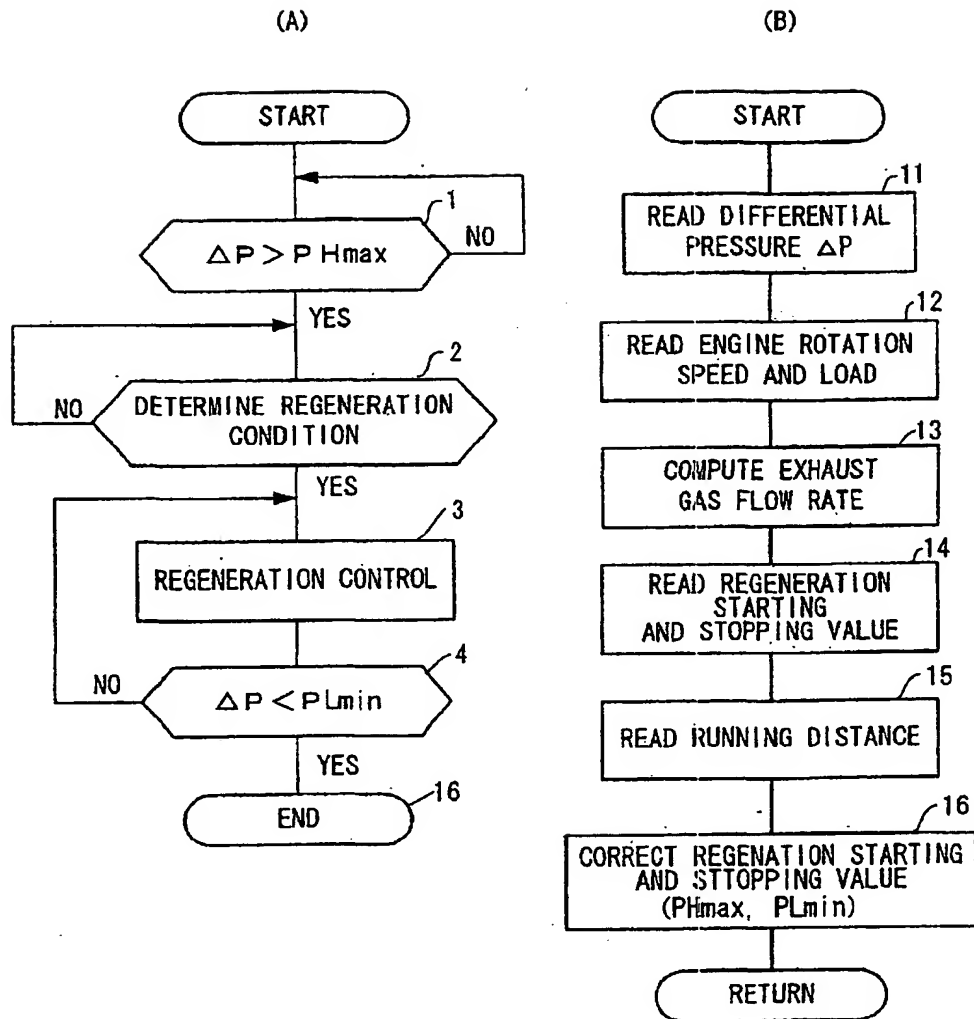 (A)
START
1
ΔP > PHmax
NO
YES
2
DETERMINE REGENERATION
CONDITION
NO
YES
3
REGENERATION CONTROL
4
ΔP < PLmin
NO
YES
END
16
(B)
START
11
READ DIFFERENTIAL
PRESSURE ΔP
12
READ ENGINE ROTATION
SPEED AND LOAD
13
COMPUTE EXHAUST
GAS FLOW RATE
14
READ REGENERATION
STARTING
AND STOPPING VALUE
15
READ RUNNING DISTANCE
16
CORRECT REGENATION STARTING
AND STTOPPING VALUE
(PHmax, PLmin)
RETURN